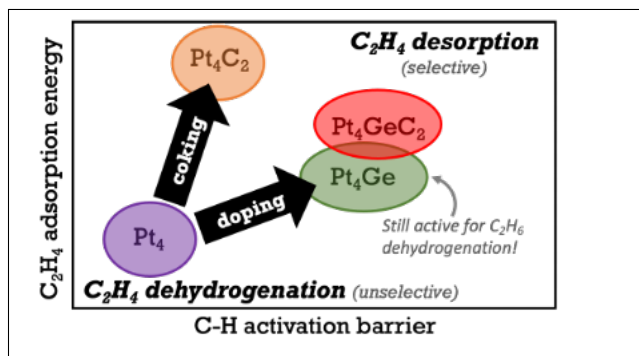 C₂H₄ adsorption energy
Pt₄C₂
C₂H₄ desorption
(selective)
coking
Pt₄GeC₂
Pt₄Ge
doping
Pt₄
Still active for C₂H₆
dehydrogenation!
C₂H₄ dehydrogenation (unselective)
C-H activation barrier